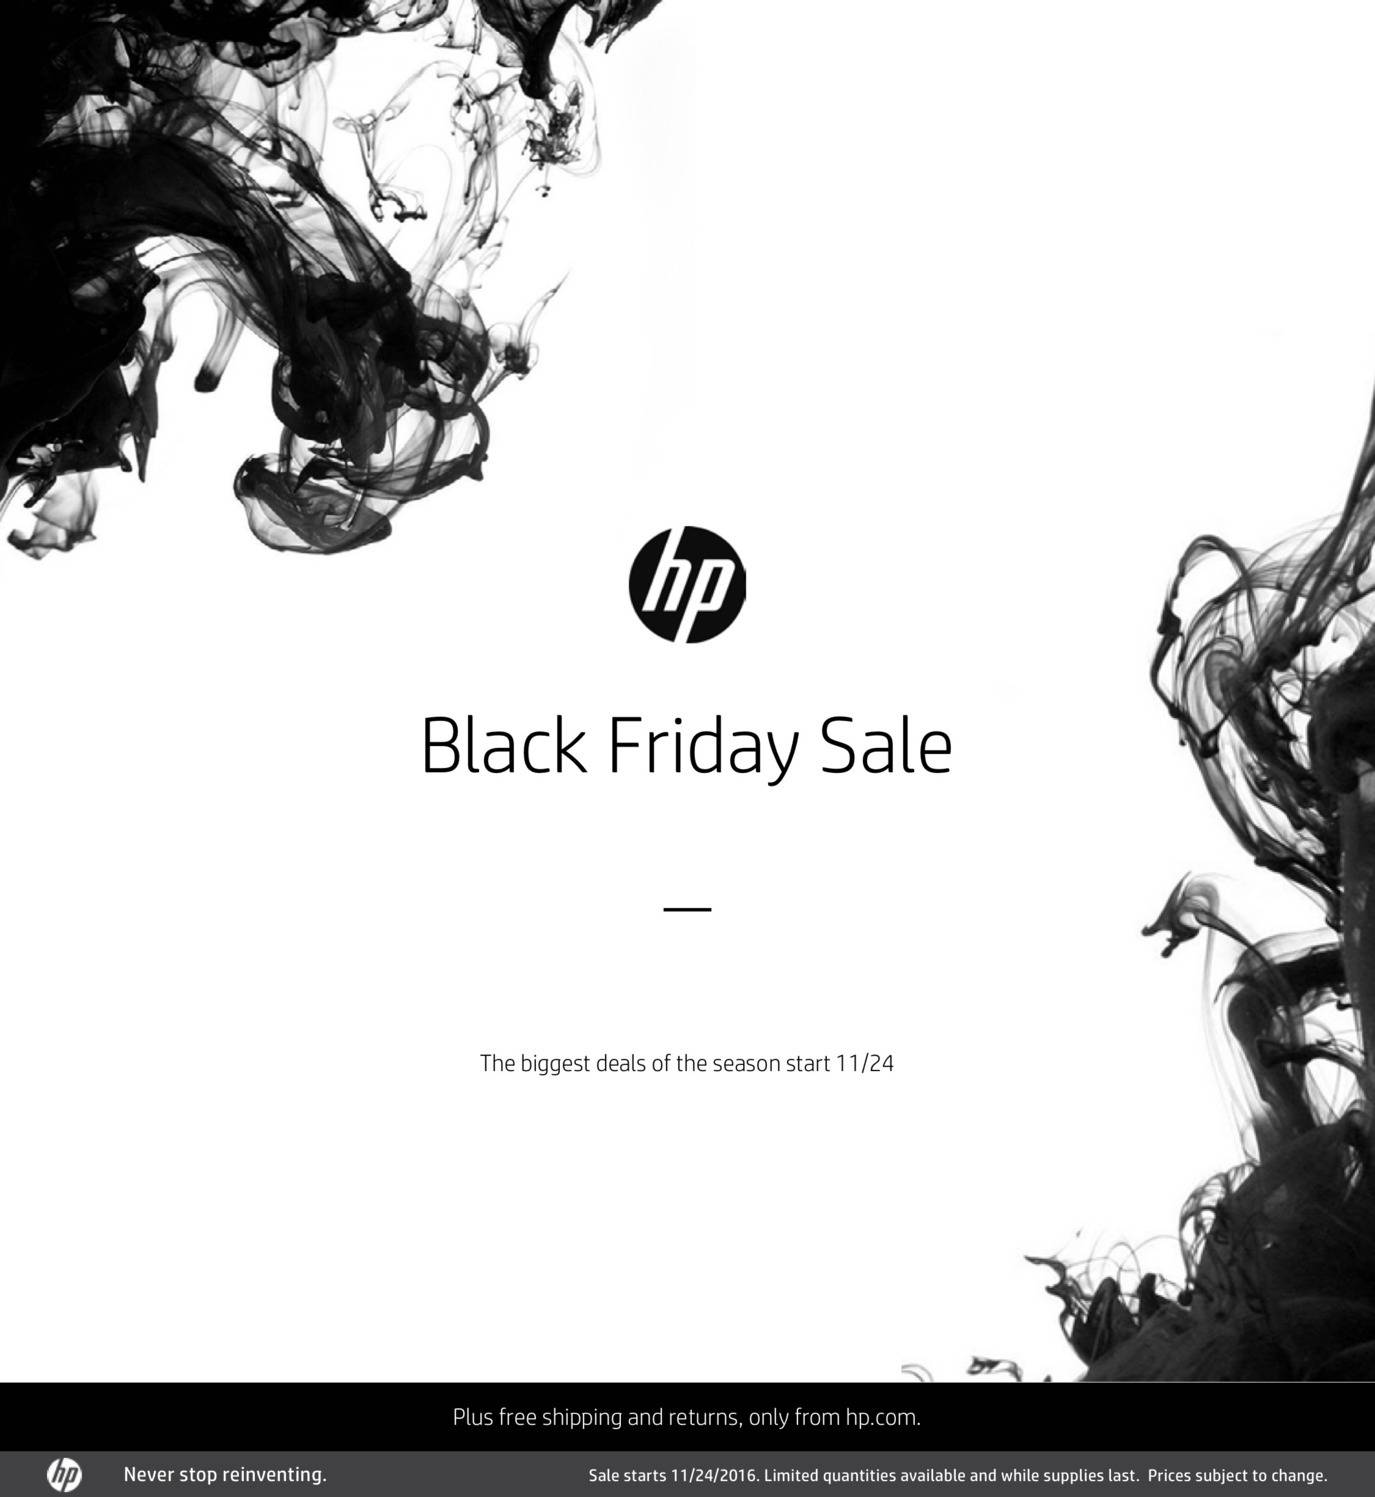 hp
Black Friday Sale
The biggest deals of the season start 11/24
Plus free shipping and returns, only from hp.com.
hp
Never stop reinventing.
Sale starts 11/24/2016. Limited quantities available and while supplies last. Prices subject to change.